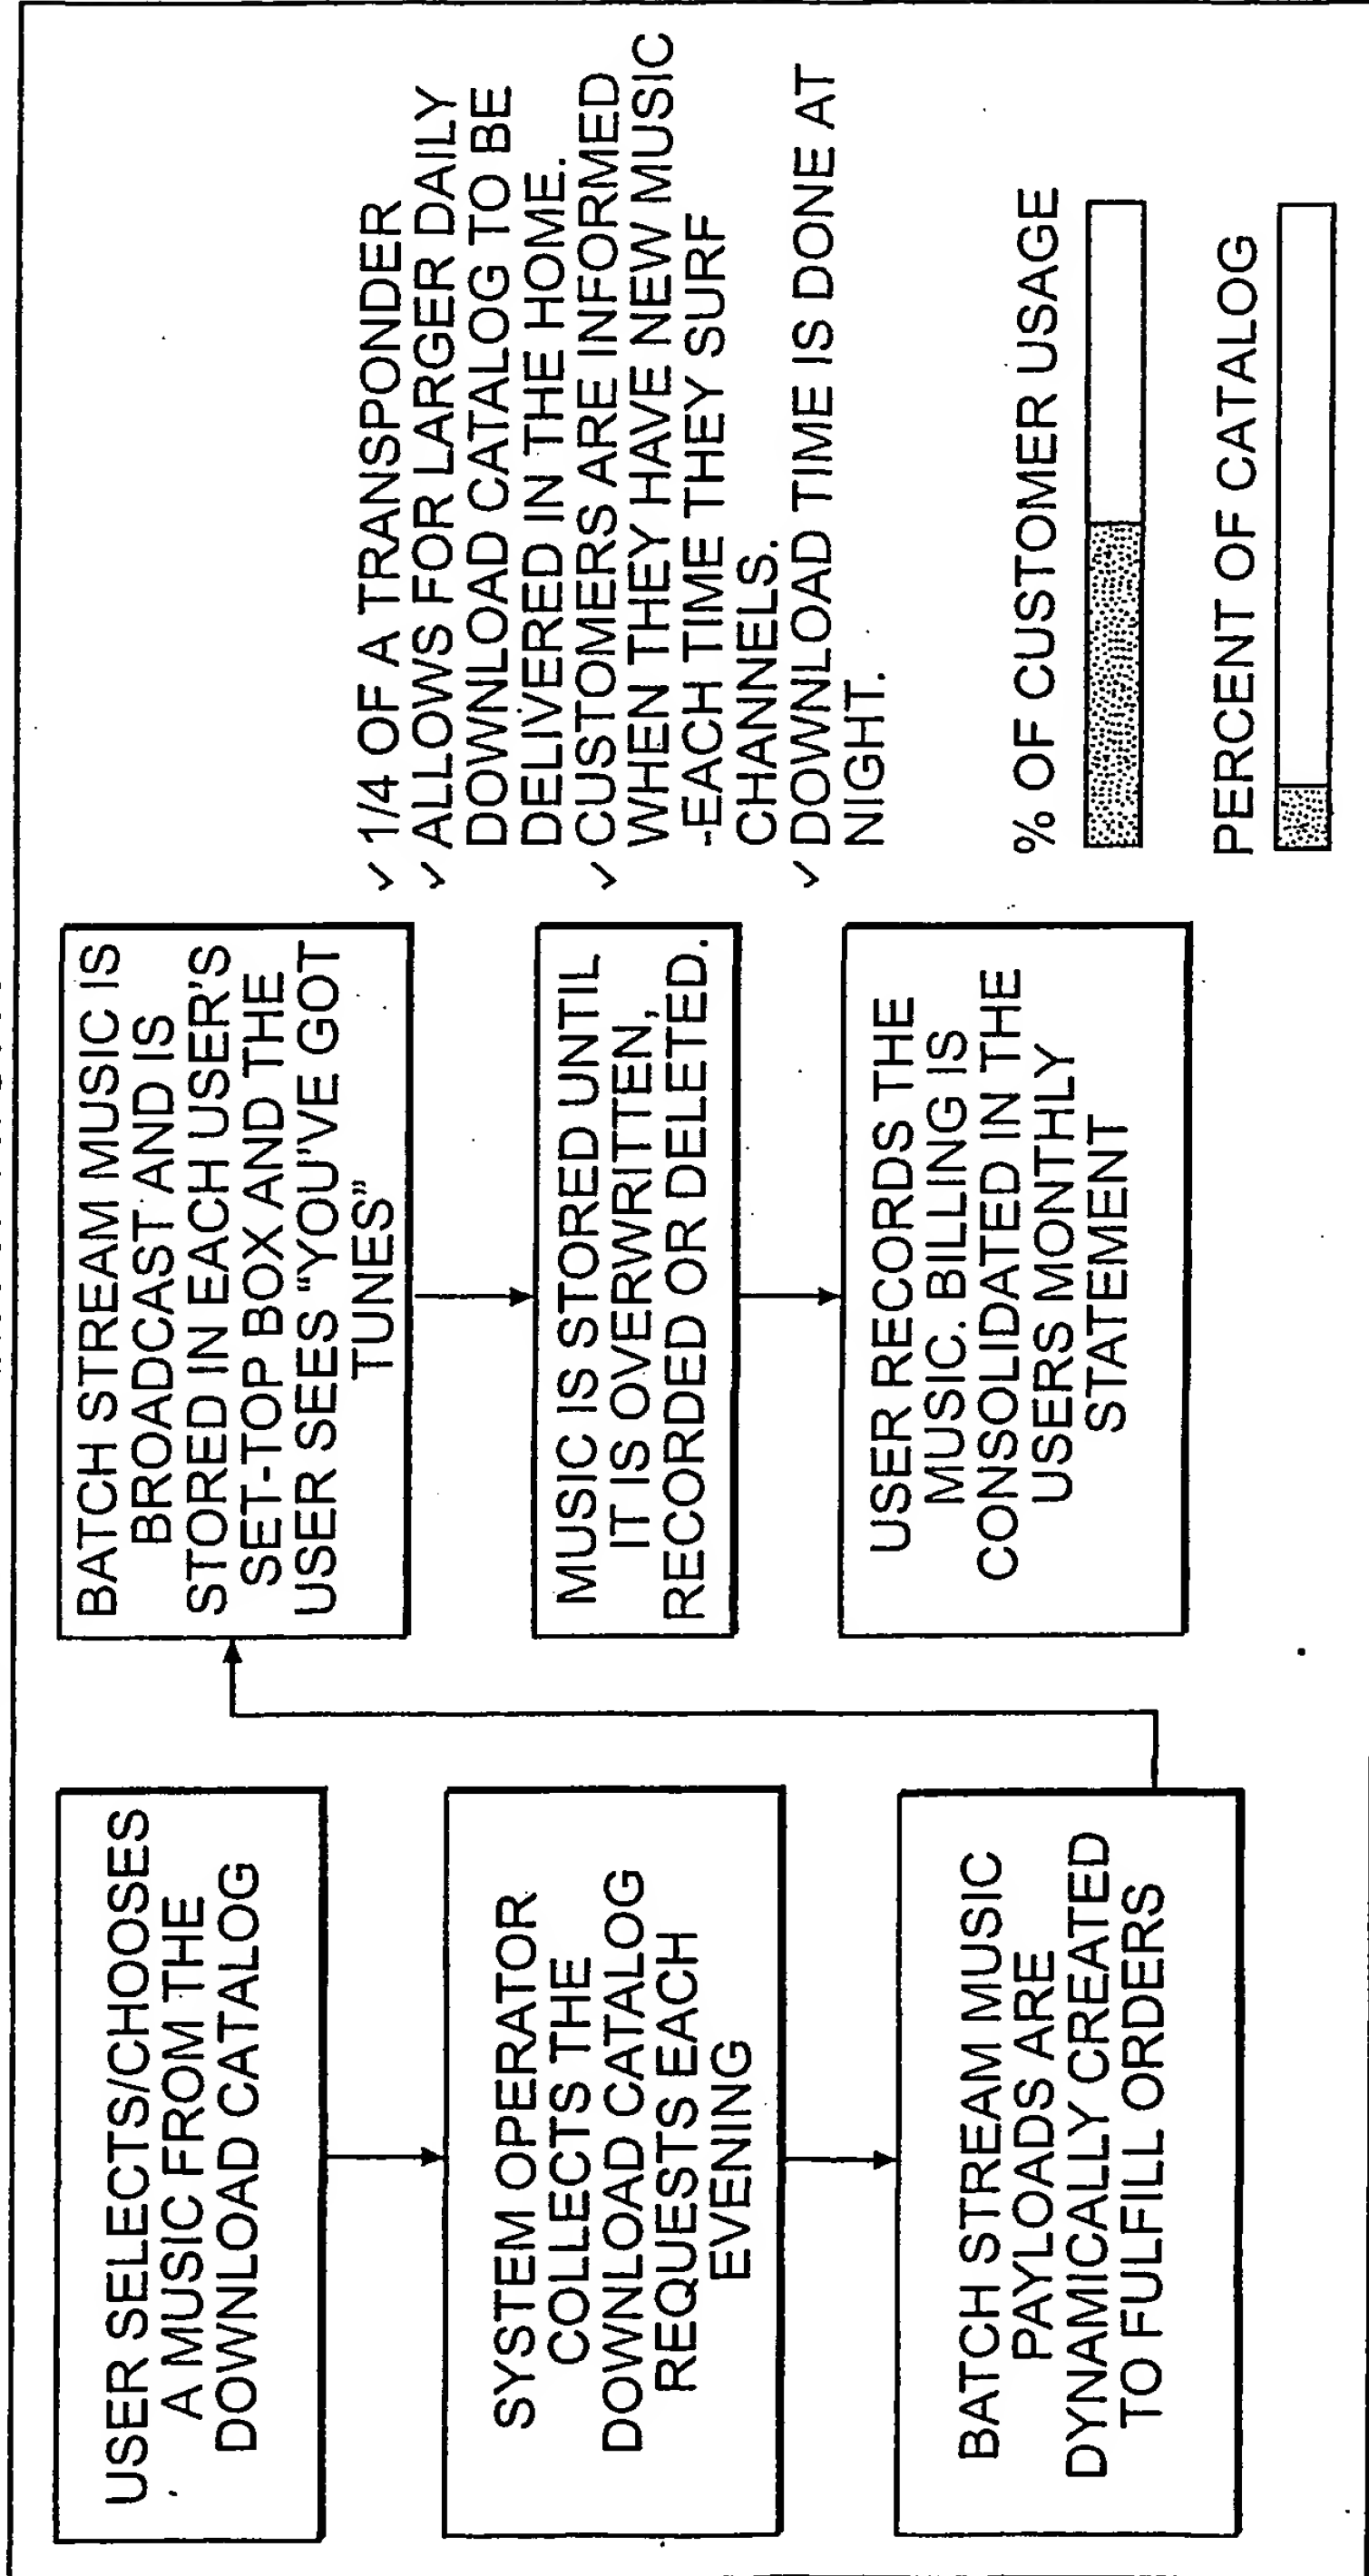 USER SELECTS/CHOOSES
A MUSIC FROM THE
DOWNLOAD CATALOG
SYSTEM OPERATOR
COLLECTS THE
DOWNLOAD CATALOG
REQUESTS EACH
EVENING
BATCH STREAM MUSIC
PAYLOADS ARE
DYNAMICALLY CREATED
TO FULFILL ORDERS
BATCH STREAM MUSIC IS
BROADCAST AND IS
STORED IN EACH USER'S
SET-TOP BOX AND THE
USER SEES "YOU'VE GOT
TUNES"
MUSIC IS STORED UNTIL
IT IS OVERWRITTEN,
RECORDED OR DELETED.
USER RECORDS THE
MUSIC. BILLING IS
CONSOLIDATED IN THE
USERS MONTHLY
STATEMENT
✓ 1/4 OF A TRANSPONDER
✓ ALLOWS FOR LARGER DAILY
DOWNLOAD CATALOG TO BE
DELIVERED IN THE HOME.
✓ CUSTOMERS ARE INFORMED
WHEN THEY HAVE NEW MUSIC
-EACH TIME THEY SURF
CHANNELS.
✓ DOWNLOAD TIME IS DONE AT
NIGHT.
% OF CUSTOMER USAGE
PERCENT OF CATALOG